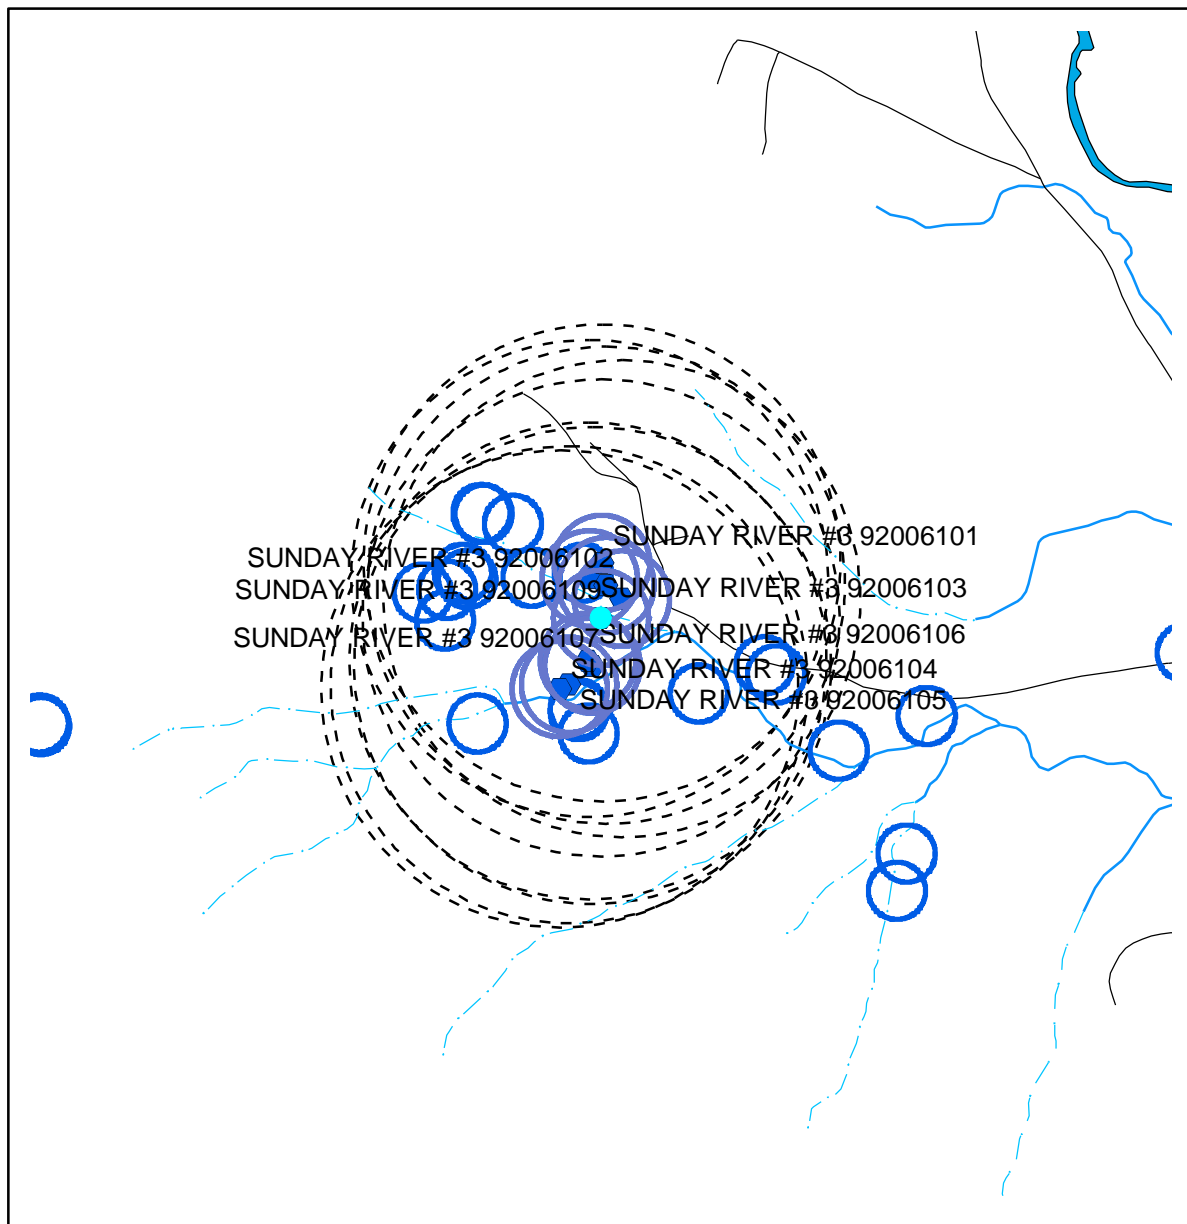 SUNDAY RIVER #3 92006101
SUNDAY RIVER #3 92006102
SUNDAY RIVER #3 92006109
SUNDAY RIVER #3 92006103
SUNDAY RIVER #3 92006107
SUNDAY RIVER #3 92006106
SUNDAY RIVER #3 92006104
SUNDAY RIVER #3 92006105